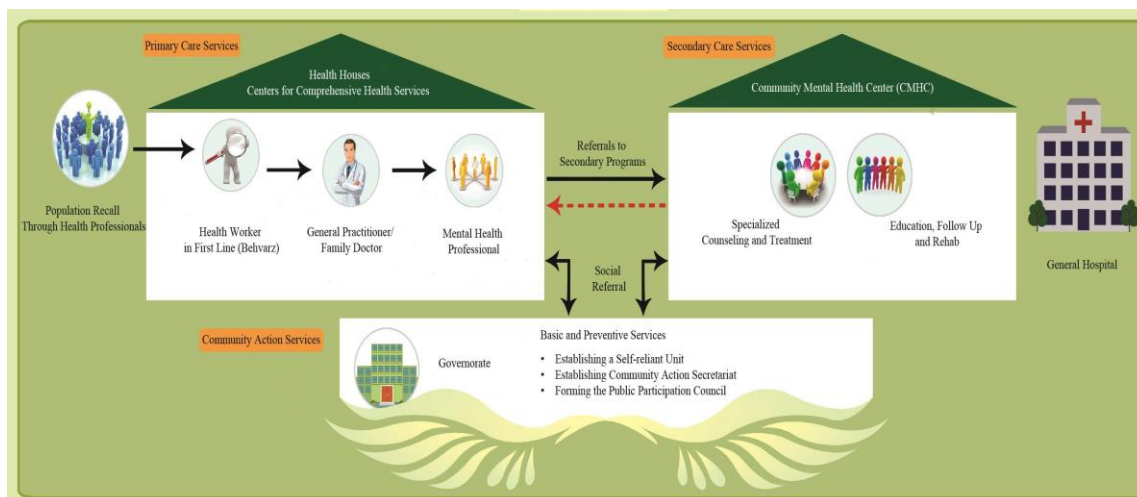 Primary Care Services
Health Houses
Centers for Comprehensive Health Services
Population Recall
Through Health Professionals
Health Worker
in First Line (Behvarz)
General Practitioner/
Family Doctor
Mental Health
Professional
Referrals to
Secondary Programs
Social
Referral
Secondary Care Services
Community Mental Health Center (CMHC)
Specialized
Counseling and Treatment
Education, Follow Up
and Rehab
General Hospital
Community Action Services
Governorate
Basic and Preventive Services
• Establishing a Self-reliant Unit
• Establishing Community Action Secretariat
• Forming the Public Participation Council